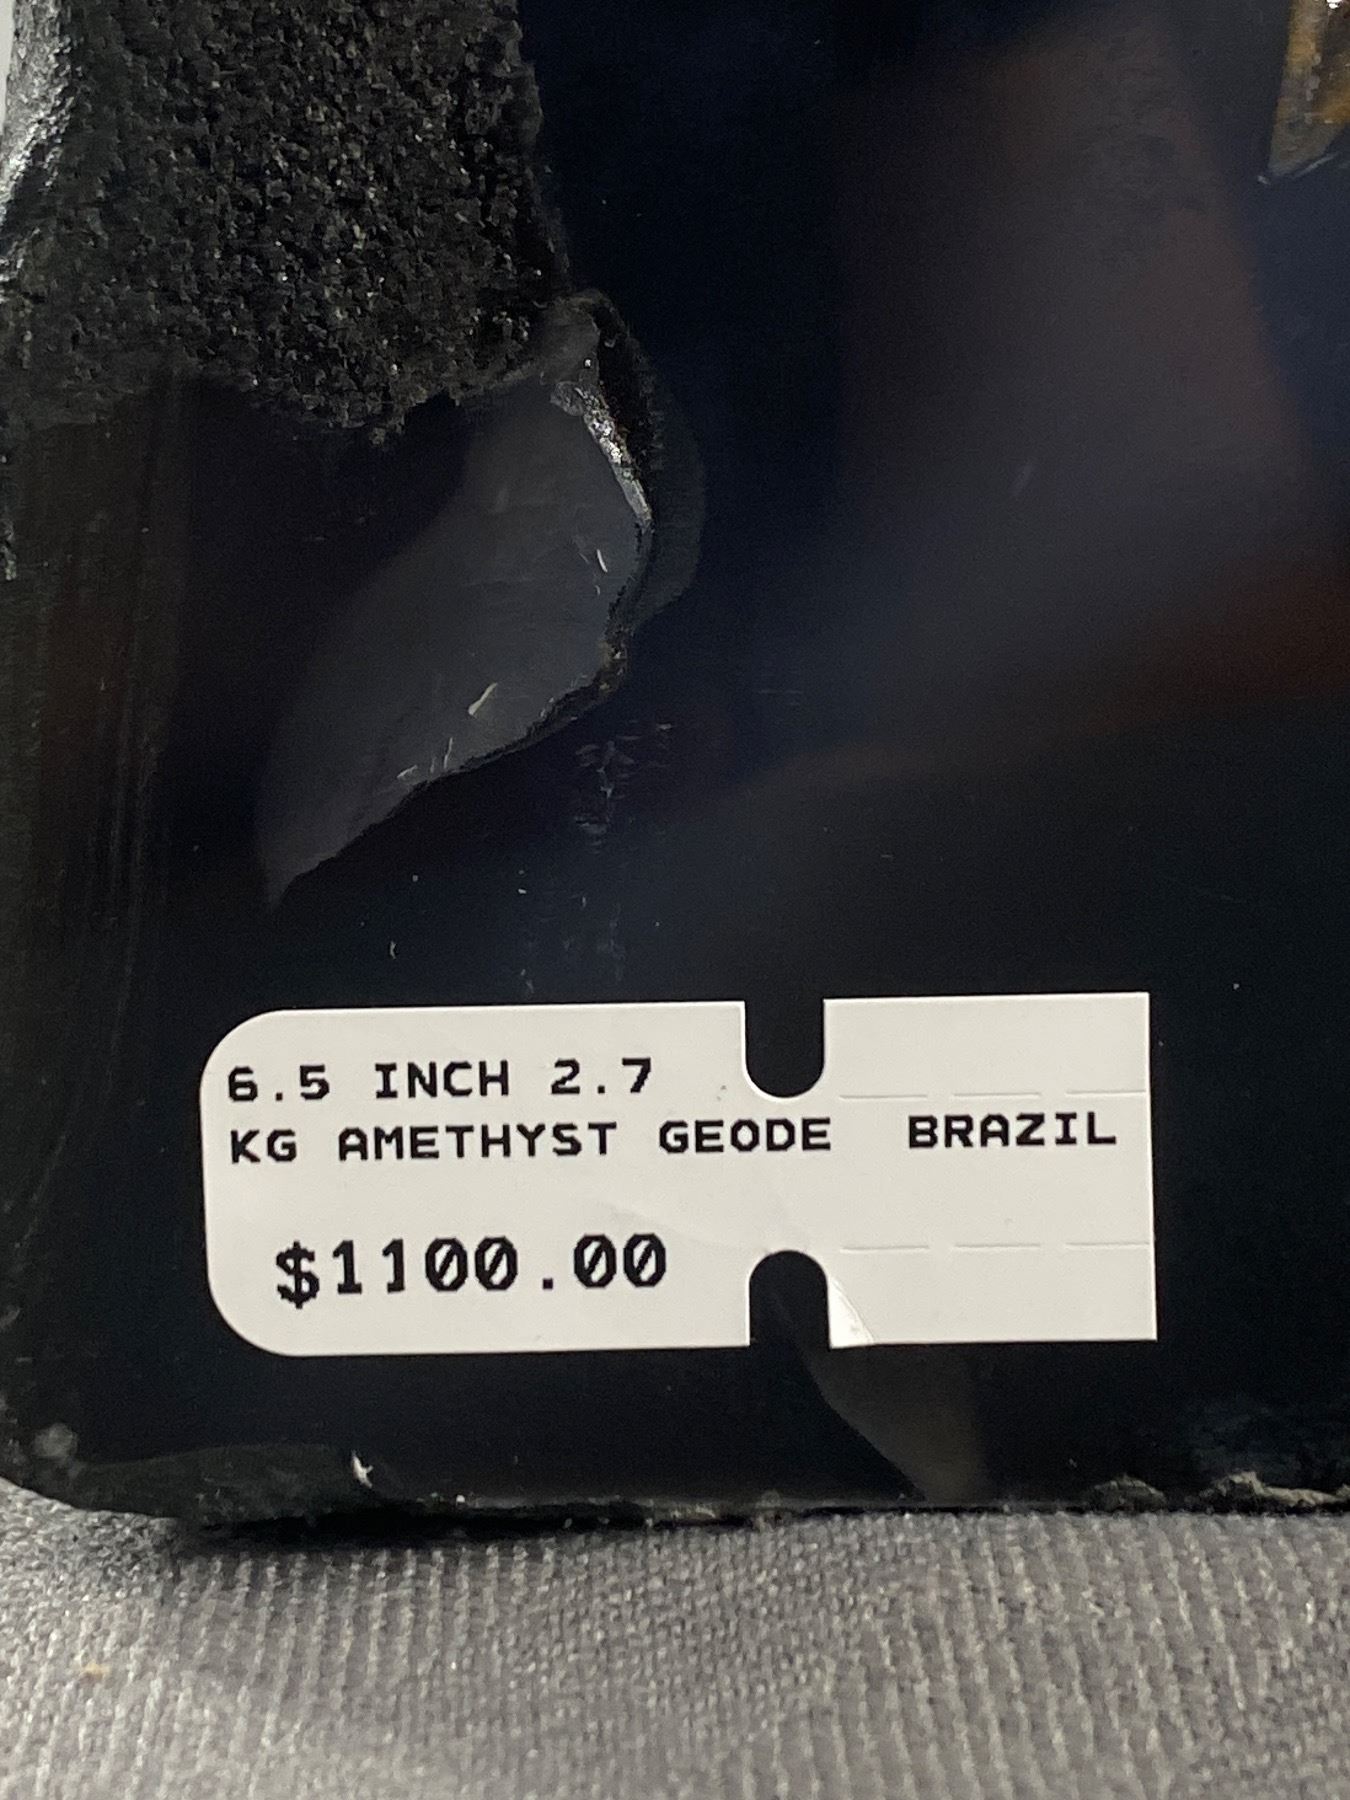 6.5 INCH 2.7
KG AMETHYST GEODE BRAZIL
$1100.00